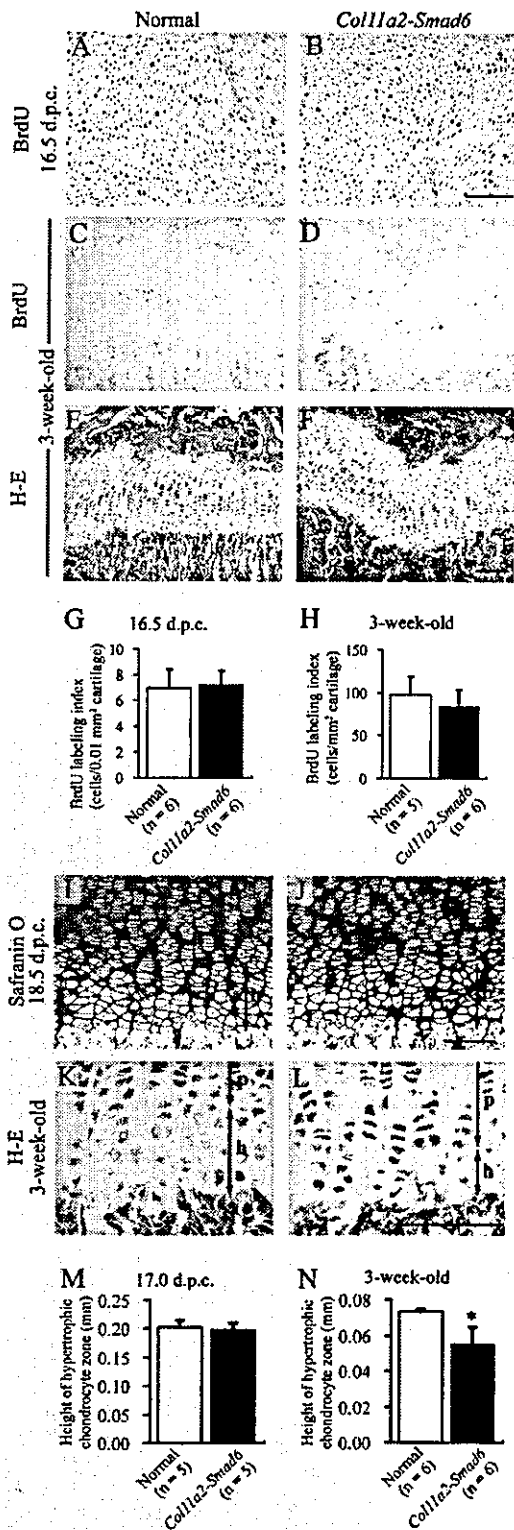 Normal Col11a2-Smad6
A B
BrdU
16.5 d.p.c.
C D
BrdU
3-week-old
E F
H-E
G 16.5 d.p.c.
BrdU labeling index
(cells/0.01 mm² cartilage)
10
8
6
4
2
0
Normal
(n = 6)
Col11a2-Smad6
(n = 6)
H 3-week-old
BrdU labeling index
(cells/mm² cartilage)
150
100
50
0
Normal
(n = 5)
Col11a2-Smad6
(n = 6)
I J
Safranin O
18.5 d.p.c.
K L
p p
h h
H-E
3-week-old
M 17.0 d.p.c.
Height of hypertrophic
chondrocyte zone (mm)
0.20
0.15
0.10
0.05
0.00
Normal
(n = 5)
Col11a2-Smad6
(n = 5)
N 3-week-old
Height of hypertrophic
chondrocyte zone (mm)
0.08
0.06
0.04
0.02
0.00
*
Normal
(n = 6)
Col11a2-Smad6
(n = 6)